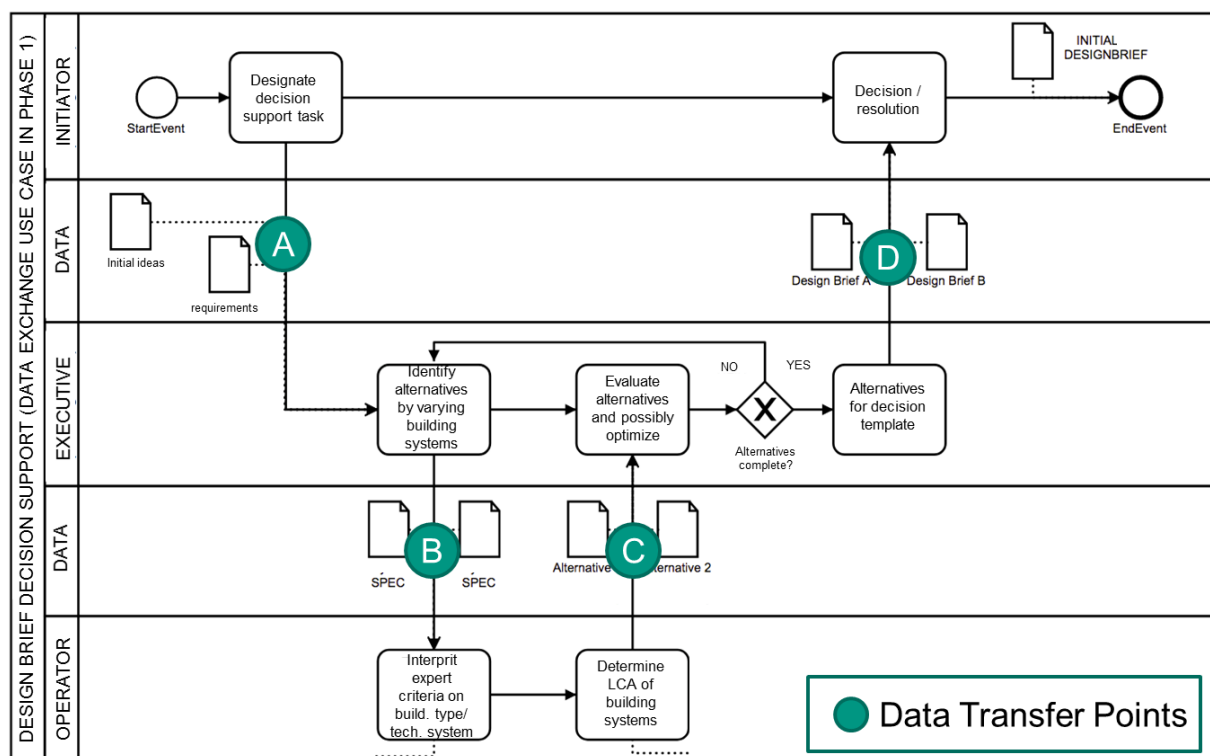 DESIGN BRIEF DECISION SUPPORT (DATA EXCHANGE USE CASE IN PHASE 1)
INITIATOR
StartEvent
Designate
decision
support task
Decision /
resolution
INITIAL
DESIGNBRIEF
EndEvent
DATA
Initial ideas
requirements
A
Design Brief A
D
Design Brief B
EXECUTIVE
Identify
alternatives
by varying
building
systems
Evaluate
alternatives
and possibly
optimize
NO
YES
X
Alternatives
complete?
Alternatives
for decision
template
DATA
SPEC
B
SPEC
Alternative
C
ternative 2
OPERATOR
Interprit
expert
criteria on
build. type/
tech. system
Determine
LCA of
building
systems
Data Transfer Points